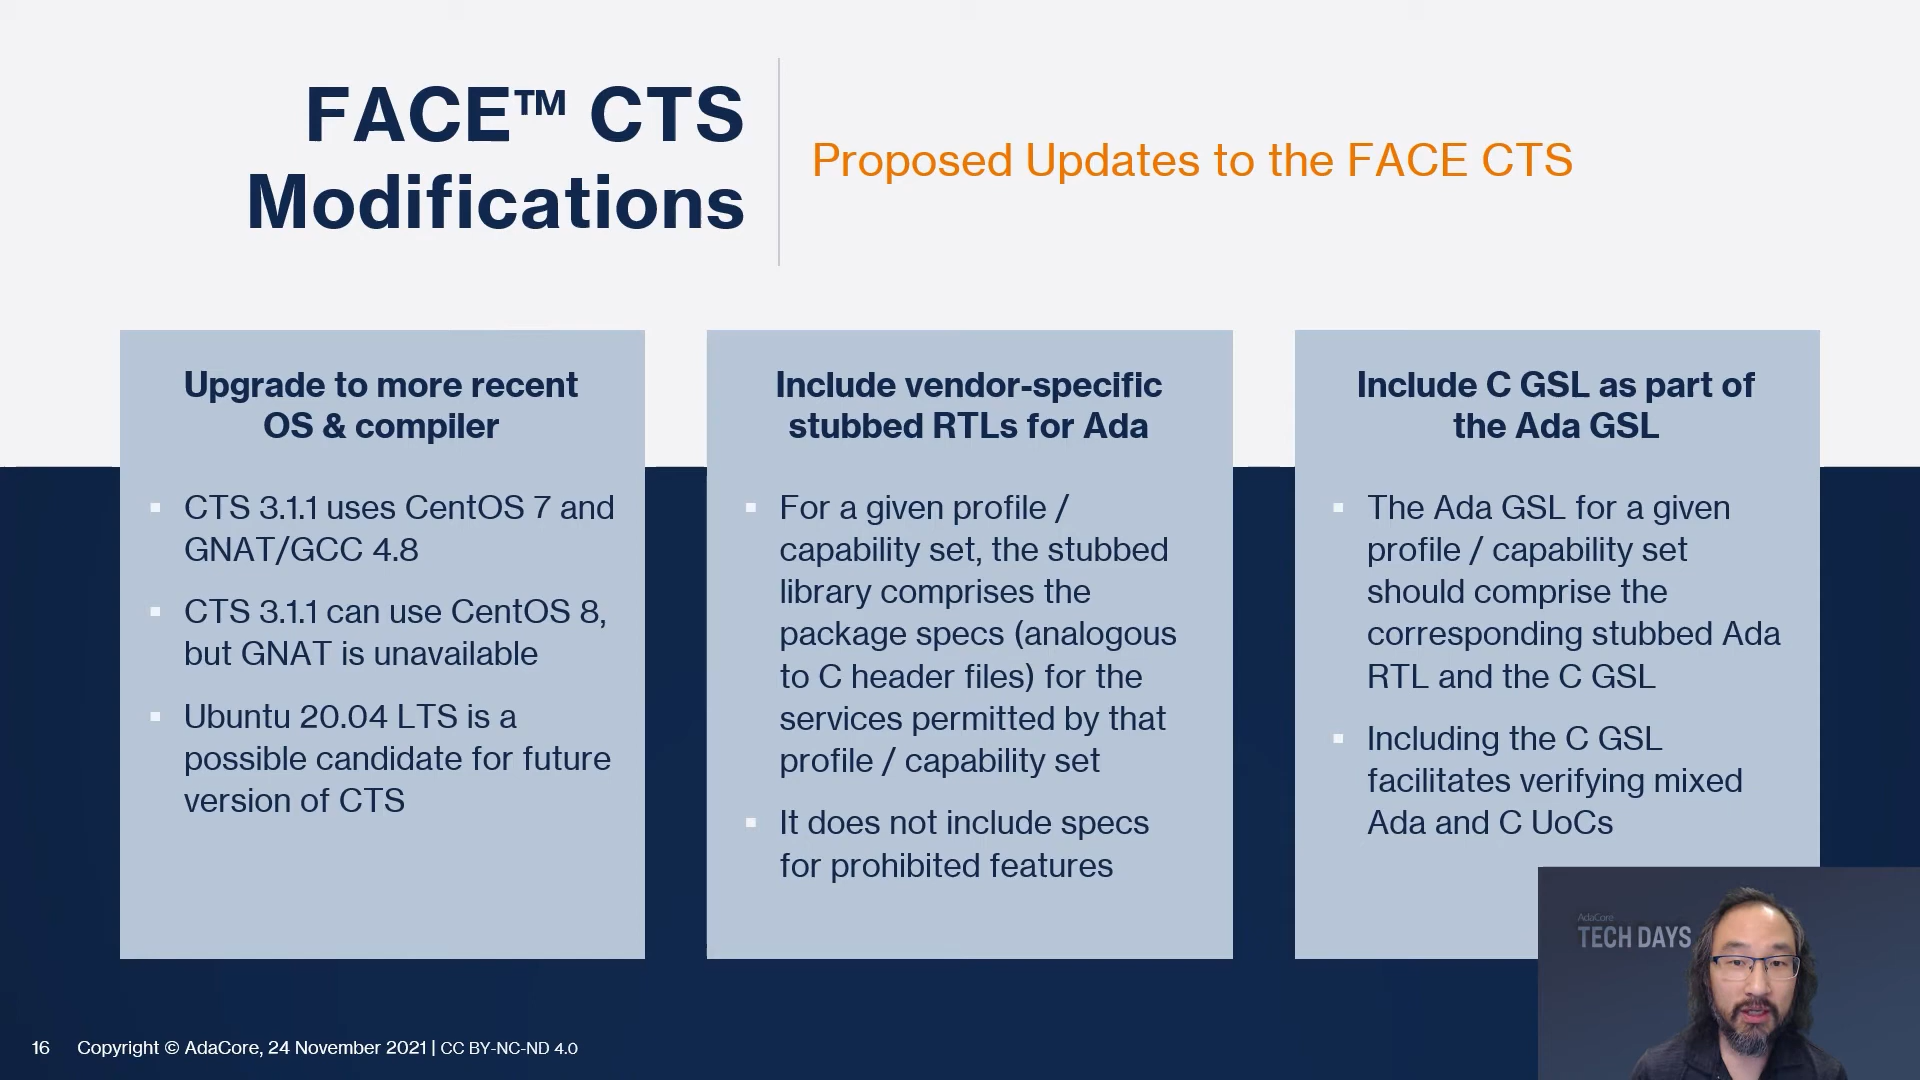 FACE™ CTS
Modifications
Proposed Updates to the FACE CTS
Upgrade to more recent
OS & compiler
▪ CTS 3.1.1 uses CentOS 7 and
GNAT/GCC 4.8
▪ CTS 3.1.1 can use CentOS 8,
but GNAT is unavailable
▪ Ubuntu 20.04 LTS is a
possible candidate for future
version of CTS
Include vendor-specific
stubbed RTLs for Ada
▪ For a given profile /
capability set, the stubbed
library comprises the
package specs (analogous
to C header files) for the
services permitted by that
profile / capability set
▪ It does not include specs
for prohibited features
Include C GSL as part of
the Ada GSL
▪ The Ada GSL for a given
profile / capability set
should comprise the
corresponding stubbed Ada
RTL and the C GSL
▪ Including the C GSL
facilitates verifying mixed
Ada and C UoCs
AdaCore
TECH DAYS
16 Copyright © AdaCore, 24 November 2021 | CC BY-NC-ND 4.0